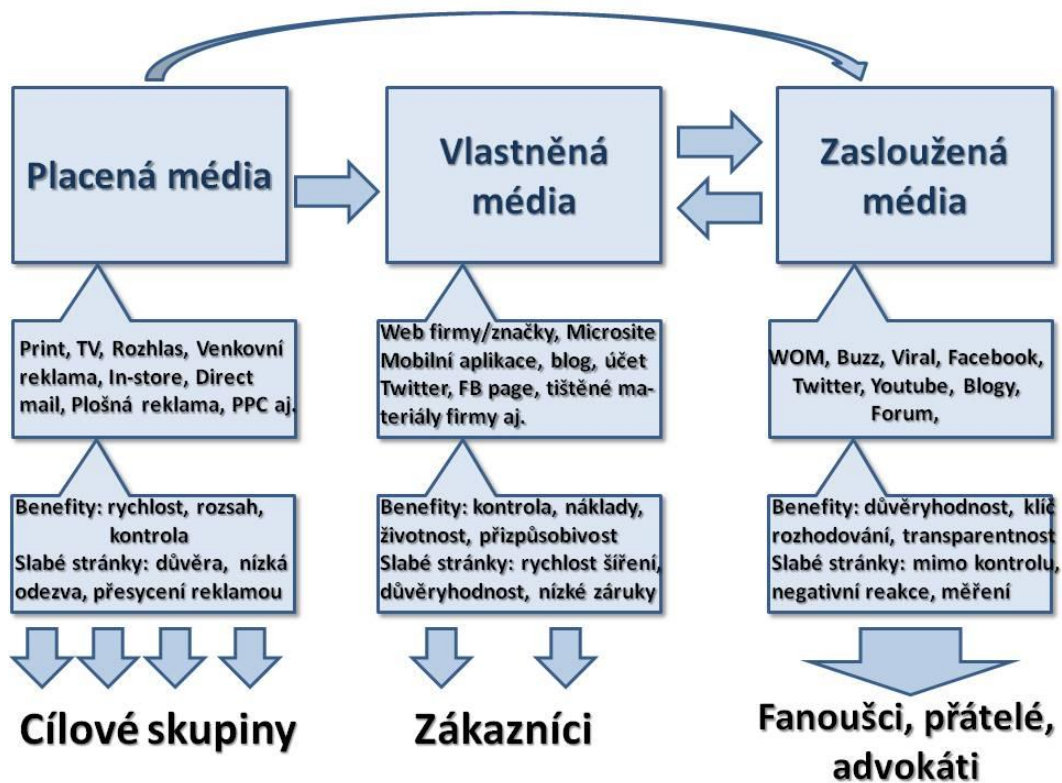 Placená média
Vlastněná
média
Zasloužená
média
Print, TV, Rozhlas, Venkovní
reklama, In-store, Direct
mail, Plošná reklama, PPC aj.
Web firmy/značky, Microsite
Mobilní aplikace, blog, účet
Twitter, FB page, tištěné ma-
teriály firmy aj.
WOM, Buzz, Viral, Facebook,
Twitter, Youtube, Blogy,
Forum,
Benefity: rychlost, rozsah,
kontrola
Slabé stránky: důvěra, nízká
odezva, přesycení reklamou
Benefity: kontrola, náklady,
životnost, přizpůsobivost
Slabé stránky: rychlost šíření,
důvěryhodnost, nízké záruky
Benefity: důvěryhodnost, klíč
rozhodování, transparentnost
Slabé stránky: mimo kontrolu,
negativní reakce, měření
Cílové skupiny
Zákazníci
Fanoušci, přátelé,
advokáti